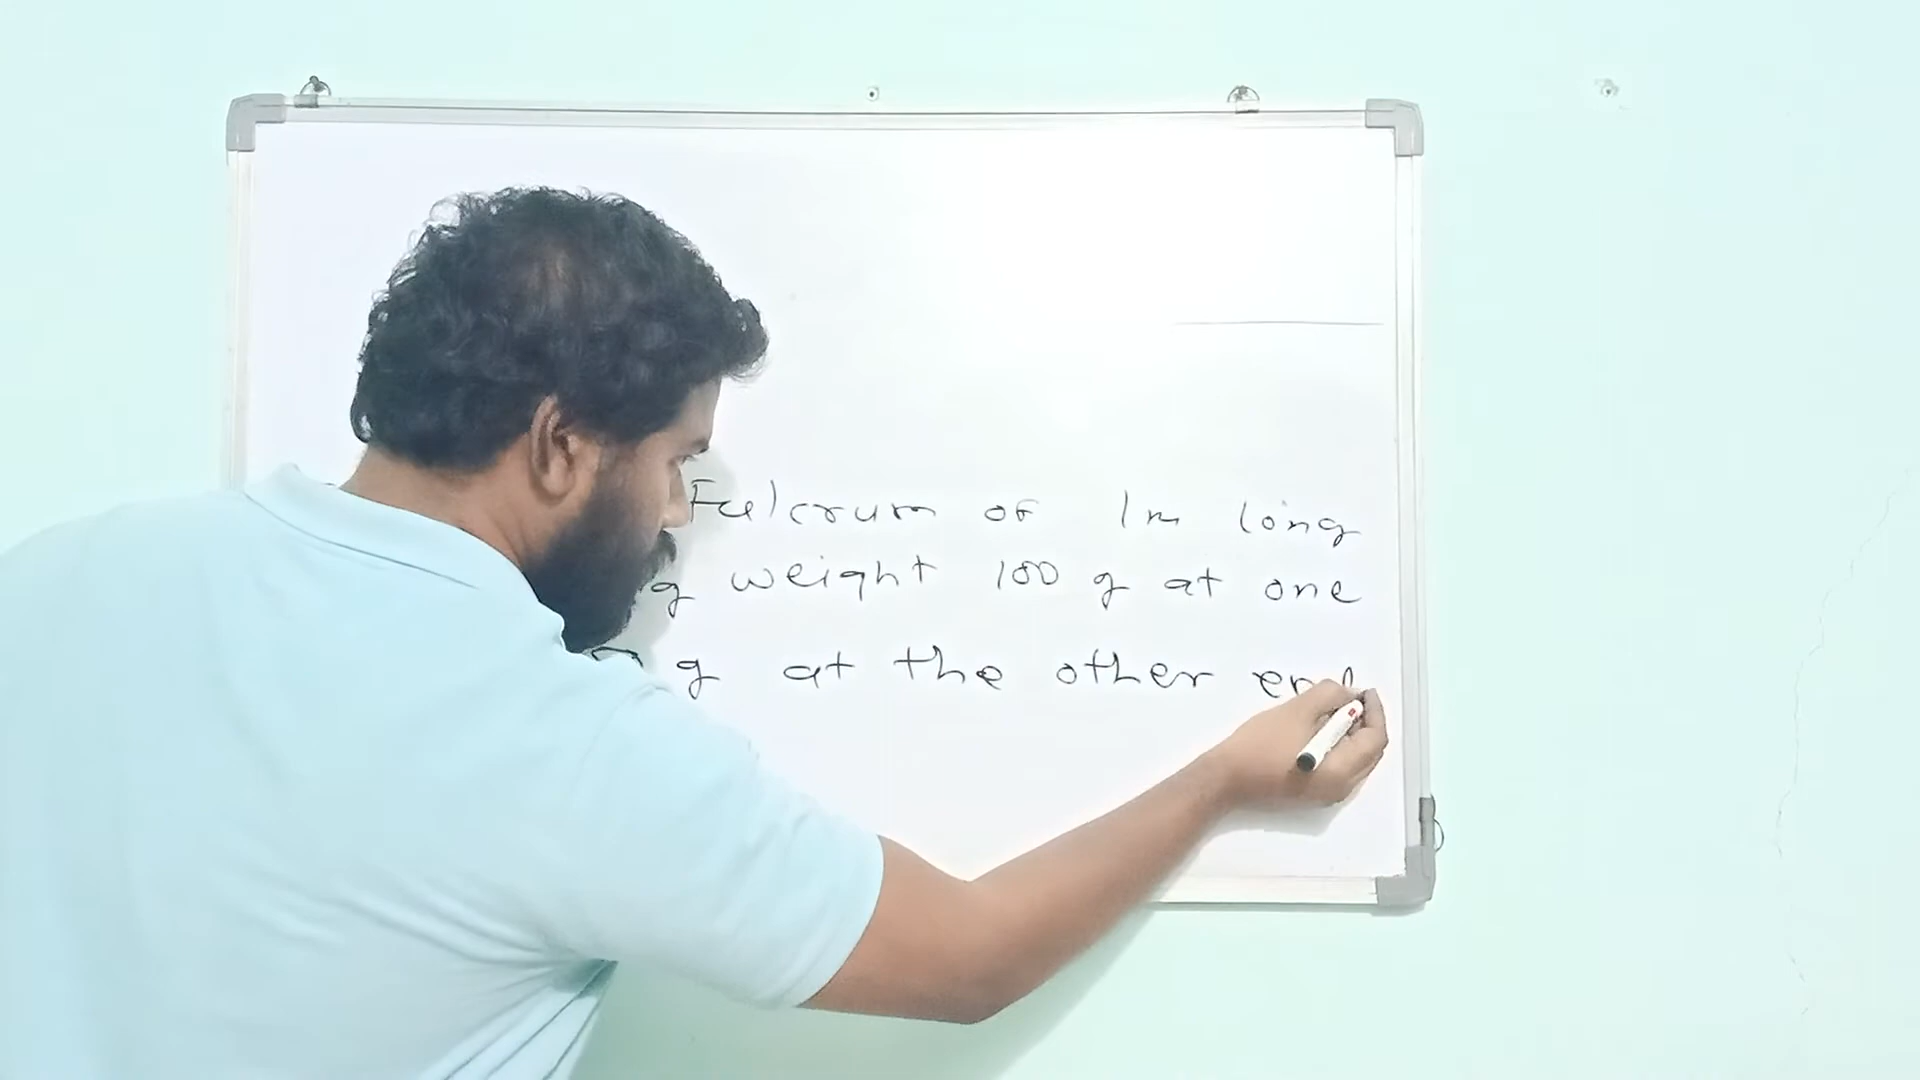 Fulcrum of 1m long
weight 100 g at one
g at the other end